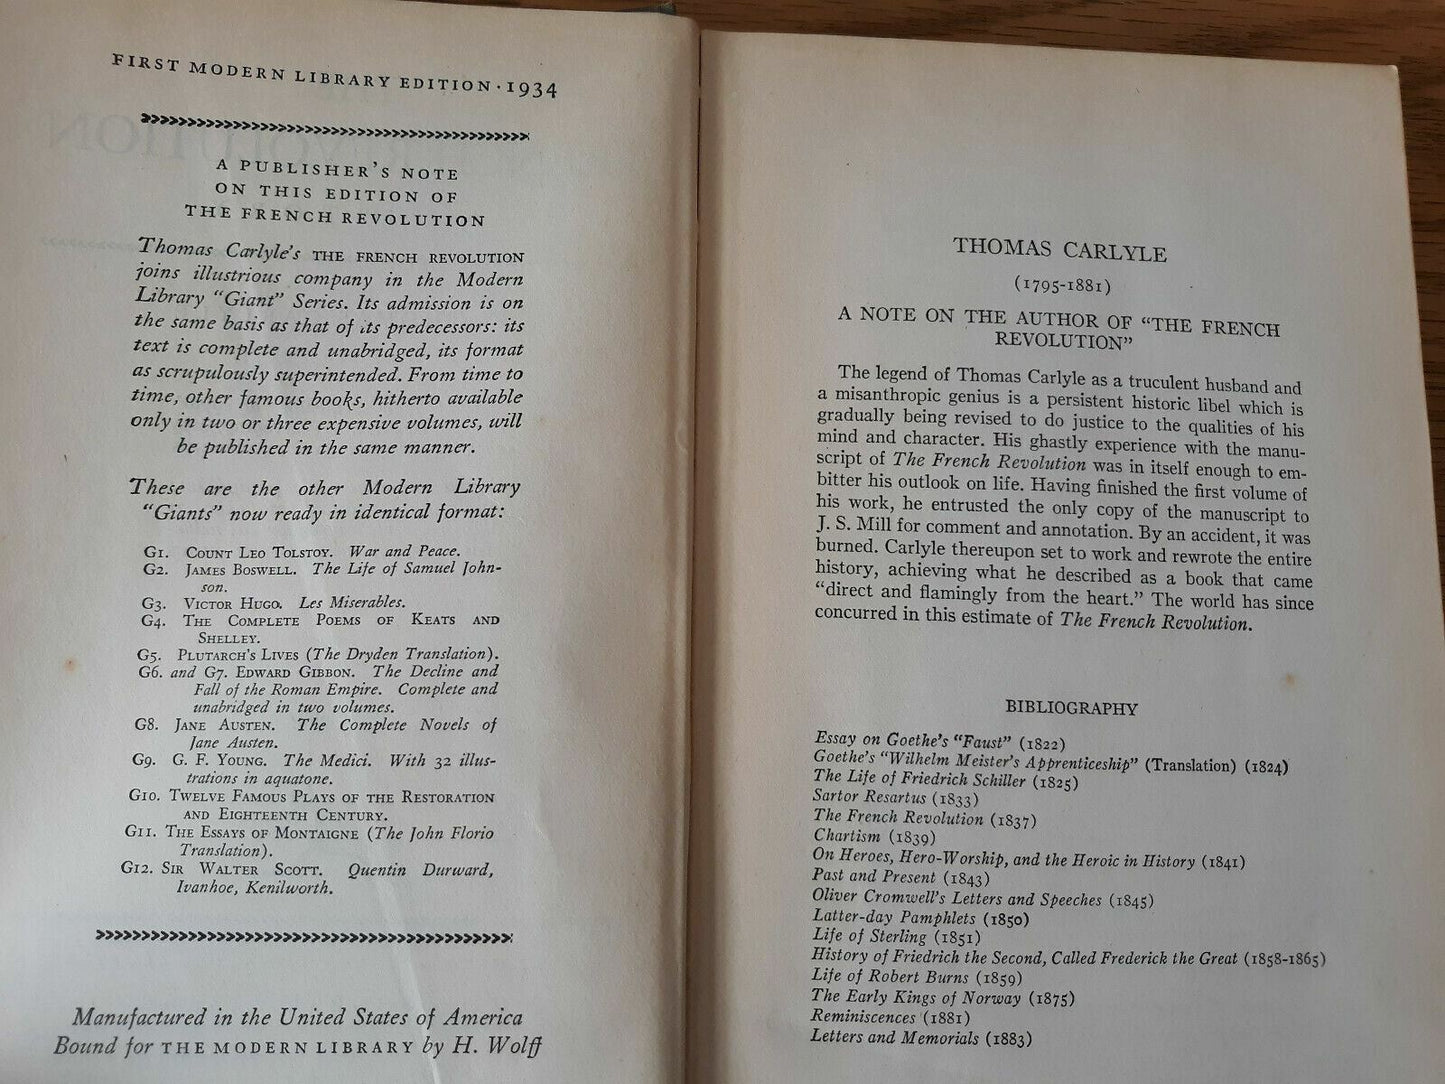 FIRST MODERN LIBRARY EDITION · 1934
A PUBLISHER'S NOTE
ON THIS EDITION OF
THE FRENCH REVOLUTION
Thomas Carlyle's THE FRENCH REVOLUTION
joins illustrious company in the Modern
Library "Giant" Series. Its admission is on
the same basis as that of its predecessors: its
text is complete and unabridged, its format
as scrupulously superintended. From time to
time, other famous books, hitherto available
only in two or three expensive volumes, will
be published in the same manner.
These are the other Modern Library
"Giants" now ready in identical format:
G1. COUNT LEO TOLSTOY. War and Peace.
G2. JAMES BOSWELL. The Life of Samuel John-
son.
G3. VICTOR HUGO. Les Miserables.
G4. THE COMPLETE POEMS OF KEATS AND
SHELLEY.
G5. PLUTARCH'S LIVES (The Dryden Translation).
G6. and G7. EDWARD GIBBON. The Decline and
Fall of the Roman Empire. Complete and
unabridged in two volumes.
G8. JANE AUSTEN. The Complete Novels of
Jane Austen.
G9. G. F. YOUNG. The Medici. With 32 illus-
trations in aquatone.
G10. TWELVE FAMOUS PLAYS OF THE RESTORATION
AND EIGHTEENTH CENTURY.
G11. THE ESSAYS OF MONTAIGNE (The John Florio
Translation).
G12. SIR WALTER SCOTT. Quentin Durward,
Ivanhoe, Kenilworth.
Manufactured in the United States of America
Bound for THE MODERN LIBRARY by H. Wolff
THOMAS CARLYLE
(1795-1881)
A NOTE ON THE AUTHOR OF "THE FRENCH
REVOLUTION"
The legend of Thomas Carlyle as a truculent husband and
a misanthropic genius is a persistent historic libel which is
gradually being revised to do justice to the qualities of his
mind and character. His ghastly experience with the manu-
script of The French Revolution was in itself enough to em-
bitter his outlook on life. Having finished the first volume of
his work, he entrusted the only copy of the manuscript to
J. S. Mill for comment and annotation. By an accident, it was
burned. Carlyle thereupon set to work and rewrote the entire
history, achieving what he described as a book that came
"direct and flamingly from the heart." The world has since
concurred in this estimate of The French Revolution.
BIBLIOGRAPHY
Essay on Goethe's "Faust" (1822)
Goethe's "Wilhelm Meister's Apprenticeship" (Translation) (1824)
The Life of Friedrich Schiller (1825)
Sartor Resartus (1833)
The French Revolution (1837)
Chartism (1839)
On Heroes, Hero-Worship, and the Heroic in History (1841)
Past and Present (1843)
Oliver Cromwell's Letters and Speeches (1845)
Latter-day Pamphlets (1850)
Life of Sterling (1851)
History of Friedrich the Second, Called Frederick the Great (1858-1865)
Life of Robert Burns (1859)
The Early Kings of Norway (1875)
Reminiscences (1881)
Letters and Memorials (1883)